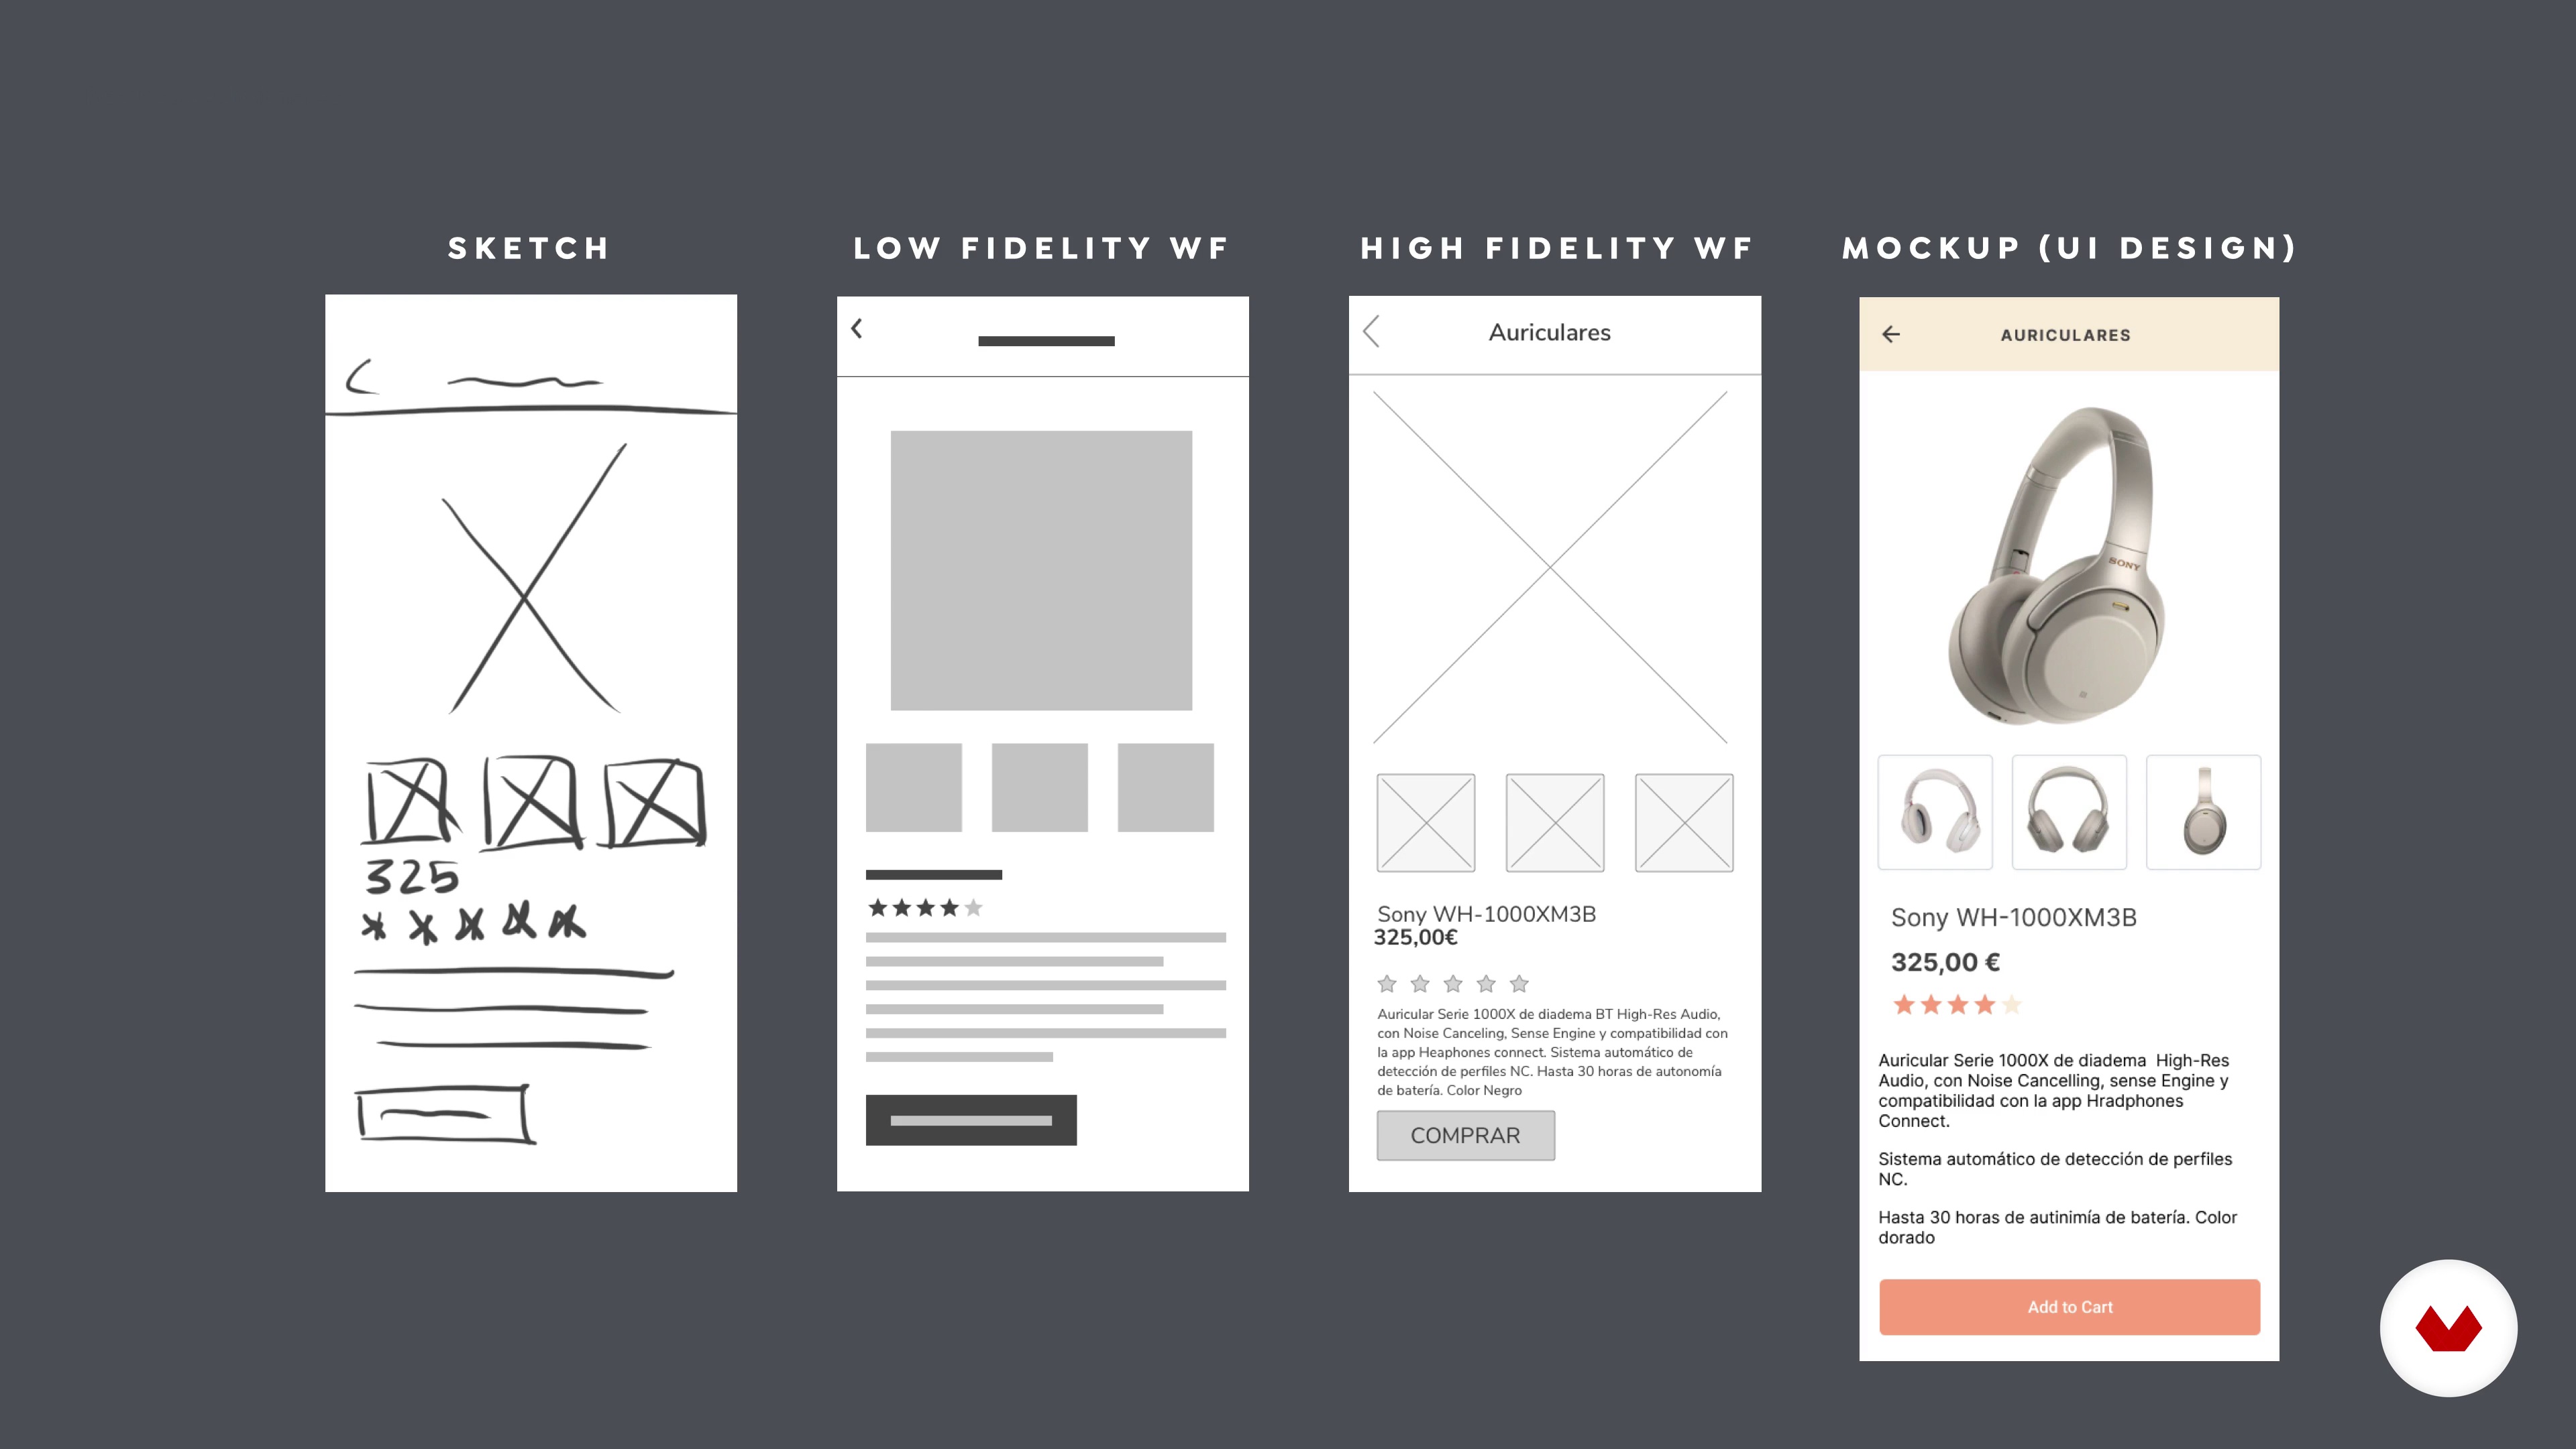 SKETCH
325
LOW FIDELITY WF
HIGH FIDELITY WF
Auriculares
Sony WH-1000XM3B
325,00€
Auricular Serie 1000X de diadema BT High-Res Audio,
con Noise Canceling, Sense Engine y compatibilidad con
la app Heaphones connect. Sistema automático de
detección de perfiles NC. Hasta 30 horas de autonomía
de batería. Color Negro
COMPRAR
MOCKUP (UI DESIGN)
AURICULARES
SONY
Sony WH-1000XM3B
325,00 €
Auricular Serie 1000X de diadema High-Res
Audio, con Noise Cancelling, sense Engine y
compatibilidad con la app Hradphones
Connect.
Sistema automático de detección de perfiles
NC.
Hasta 30 horas de autinimía de batería. Color
dorado
Add to Cart